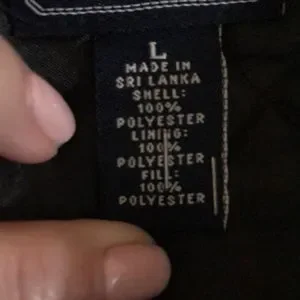 L
MADE IN
SRI LANKA
SHELL:
100%
POLYESTER
LINING:
100%
POLYESTER
FILL:
100%
POLYESTER